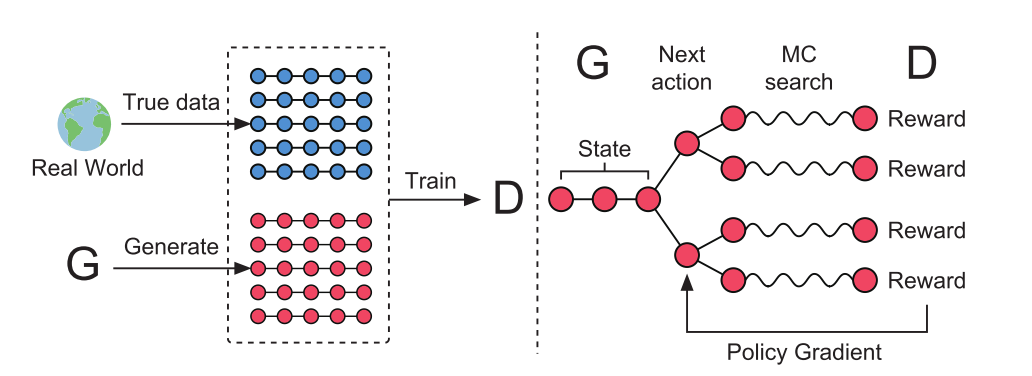 True data
Real World
G
Generate
Train
D
G
Next
action
MC
search
D
State
Reward
Reward
Reward
Reward
Policy Gradient